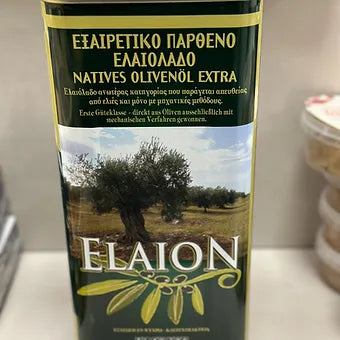 ΕΞΑΙΡΕΤΙΚΟ ΠΑΡΘΕΝΟ
ΕΛΑΙΟΛΑΔΟ
NATIVES OLIVENÖL EXTRA
Ελαιόλαδο ανωτέρας κατηγορίας που παράγεται απευθείας
από ελιές και μόνο με μηχανικές μεθόδους.
Erste Güteklasse - direkt aus Oliven ausschließlich mit
mechanischen Verfahren gewonnen.
ELAION